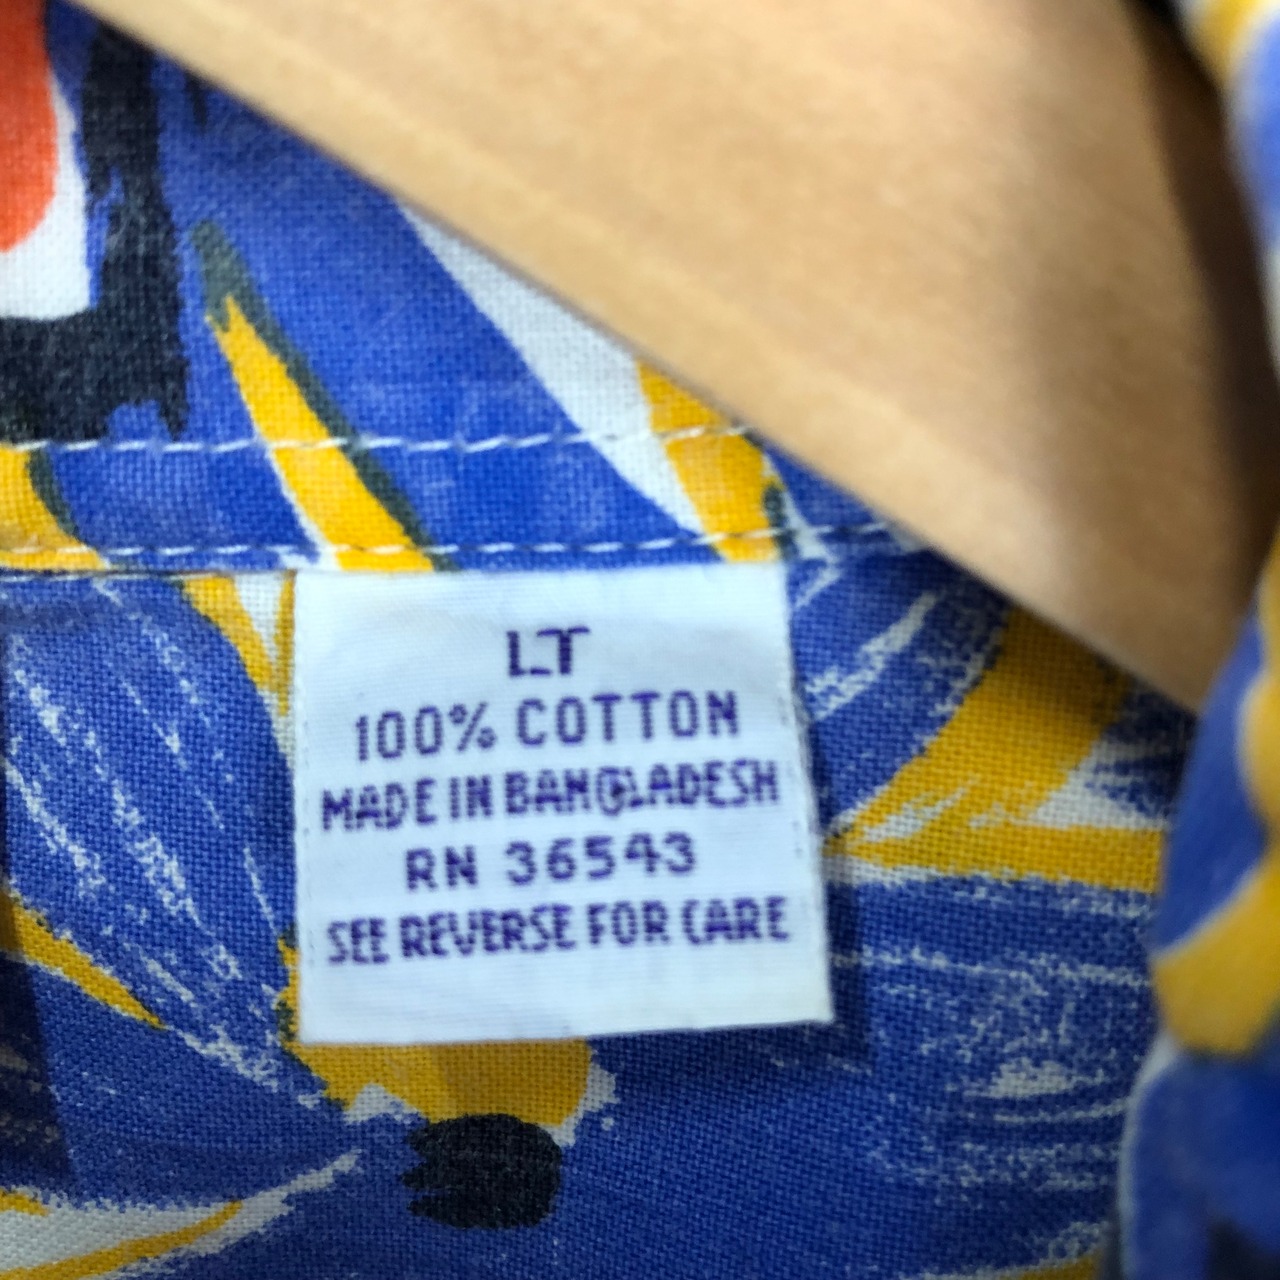 LT
100% COTTON
MADE IN BANGLADESH
RN 36543
SEE REVERSE FOR CARE